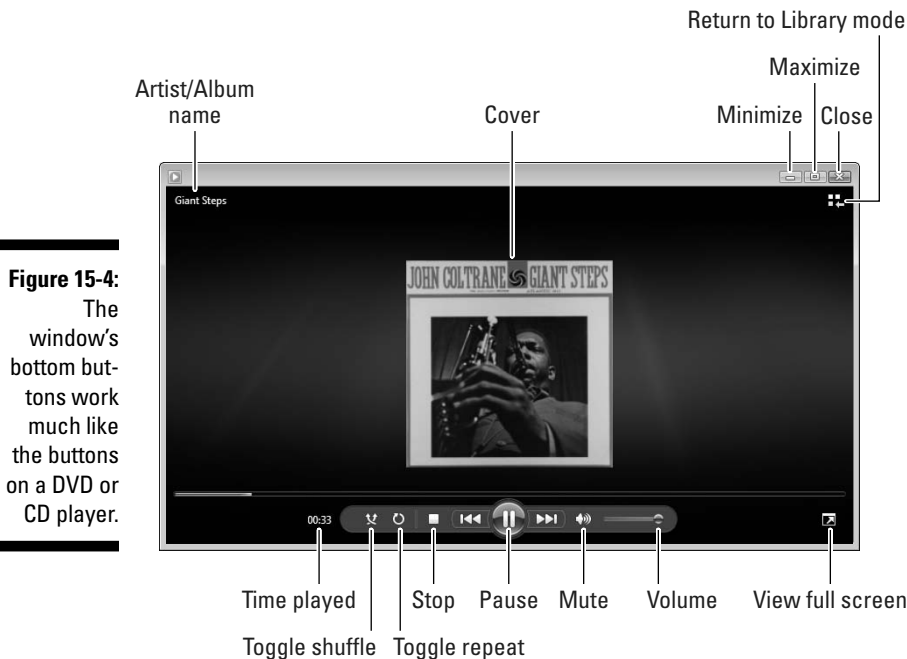 Return to Library mode
Maximize
Artist/Album
name
Cover
Minimize
Close
Giant Steps
JOHN COLTRANE GIANT STEPS
Figure 15-4:
The
window's
bottom but-
tons work
much like
the buttons
on a DVD or
CD player.
00:33
Time played
Stop
Pause
Mute
Volume
View full screen
Toggle shuffle
Toggle repeat